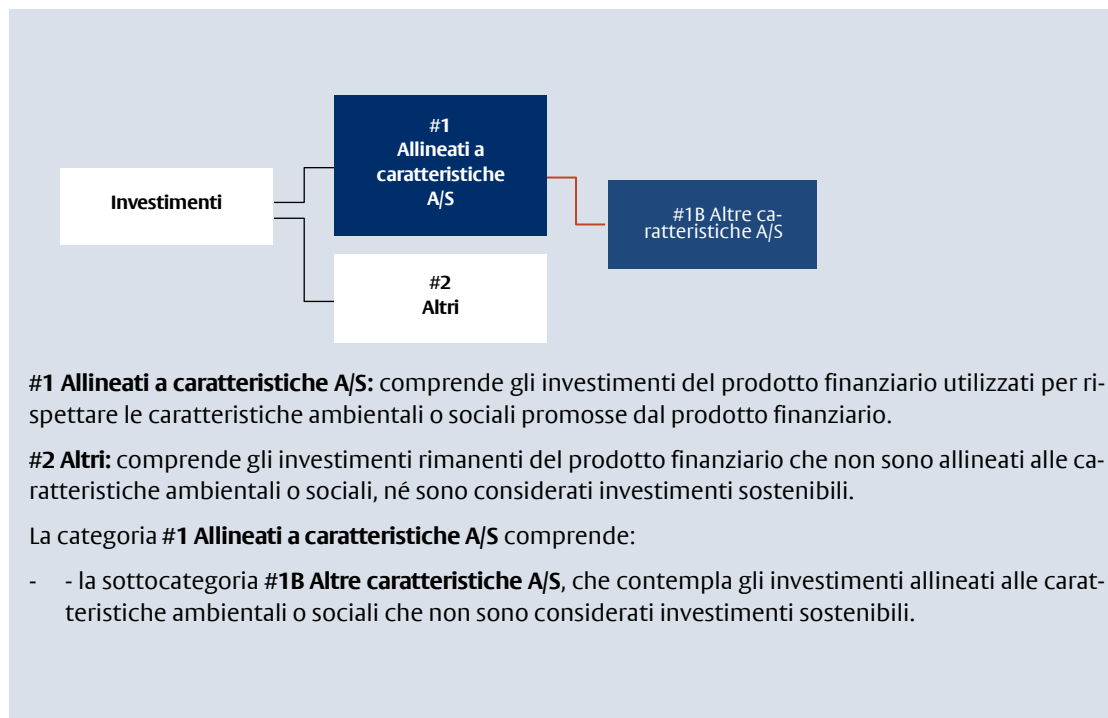 #1
Allineati a
caratteristiche
A/S
Investimenti
#1B Altre ca-
ratteristiche A/S
#2
Altri
#1 Allineati a caratteristiche A/S: comprende gli investimenti del prodotto finanziario utilizzati per ri-
spettare le caratteristiche ambientali o sociali promosse dal prodotto finanziario.
#2 Altri: comprende gli investimenti rimanenti del prodotto finanziario che non sono allineati alle ca-
ratteristiche ambientali o sociali, né sono considerati investimenti sostenibili.
La categoria #1 Allineati a caratteristiche A/S comprende:
- - la sottocategoria #1B Altre caratteristiche A/S, che contempla gli investimenti allineati alle carat-
teristiche ambientali o sociali che non sono considerati investimenti sostenibili.